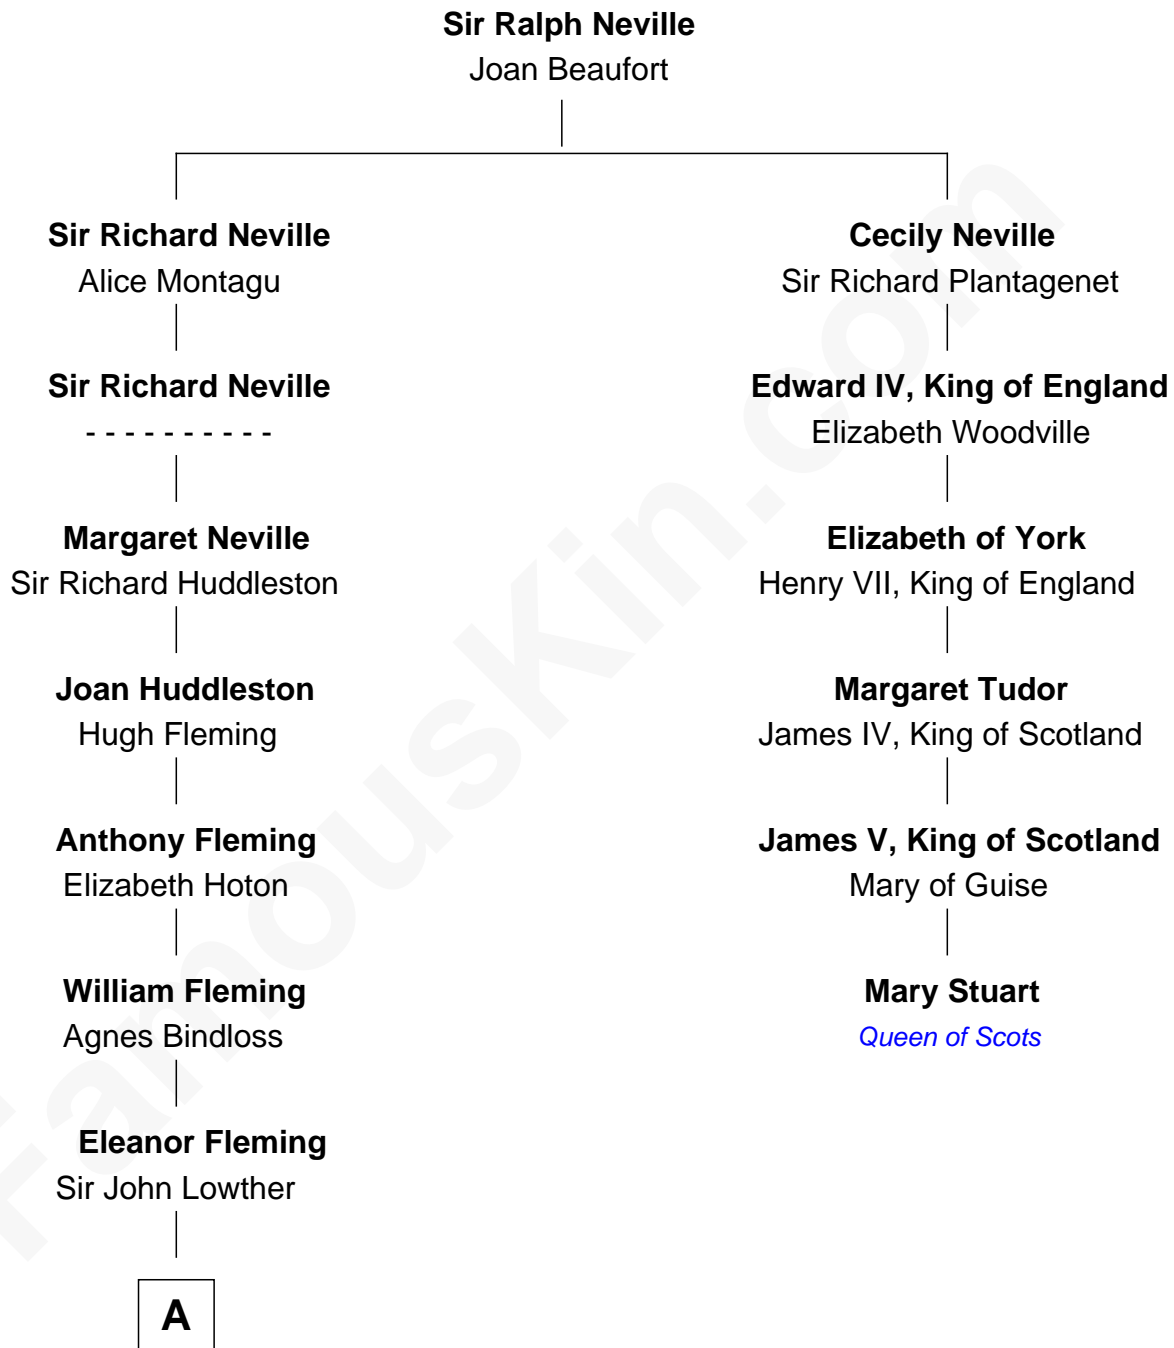 Sir Ralph Neville
Joan Beaufort
Sir Richard Neville
Alice Montagu
Cecily Neville
Sir Richard Plantagenet
Sir Richard Neville
- - - - - - - - - -
Edward IV, King of England
Elizabeth Woodville
Margaret Neville
Sir Richard Huddleston
Elizabeth of York
Henry VII, King of England
Joan Huddleston
Hugh Fleming
Margaret Tudor
James IV, King of Scotland
Anthony Fleming
Elizabeth Hoton
James V, King of Scotland
Mary of Guise
William Fleming
Agnes Bindloss
Mary Stuart
Queen of Scots
Eleanor Fleming
Sir John Lowther
A
FamousKin.com